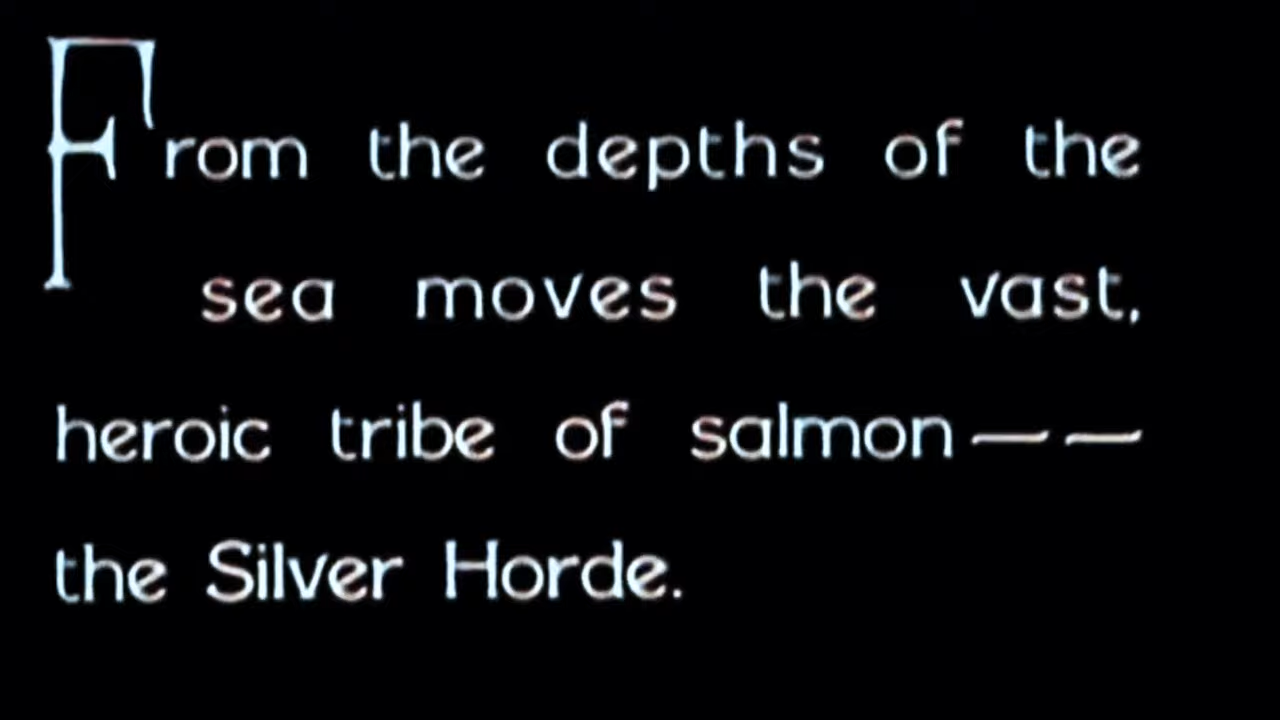 From the depths of the
sea moves the vast,
heroic tribe of salmon——
the Silver Horde.